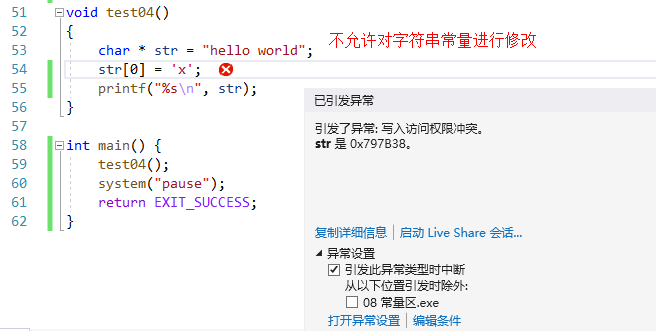 51 void test04()
52 {
53 char * str = "hello world"; 不允许对字符串常量进行修改
54 str[0] = 'x';
55 printf("%s\n", str);
56 }
57
58 int main() {
59 test04();
60 system("pause");
61 return EXIT_SUCCESS;
62 }
已引发异常
引发了异常: 写入访问权限冲突。
str 是 0x797B38。
复制详细信息 | 启动 Live Share 会话...
异常设置
引发此异常类型时中断
从以下位置引发时除外:
08 常量区.exe
打开异常设置 | 编辑条件